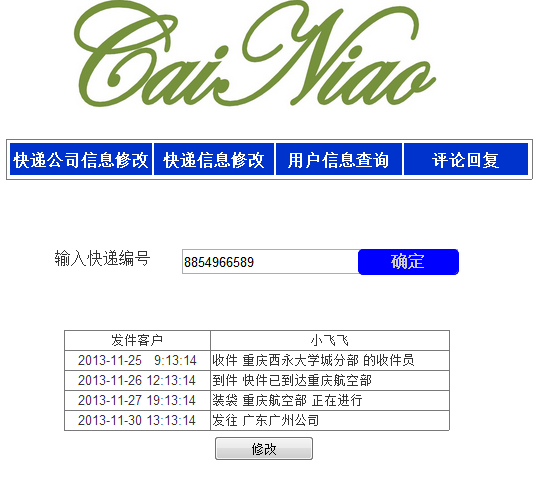 CaiNiao
快递公司信息修改 快递信息修改 用户信息查询 评论回复
输入快递编号 8854966589 确定
发件客户 小飞飞
2013-11-25 9:13:14 收件 重庆西永大学城分部 的收件员
2013-11-26 12:13:14 到件 快件已到达重庆航空部
2013-11-27 19:13:14 装袋 重庆航空部 正在进行
2013-11-30 13:13:14 发往 广东广州公司
修改